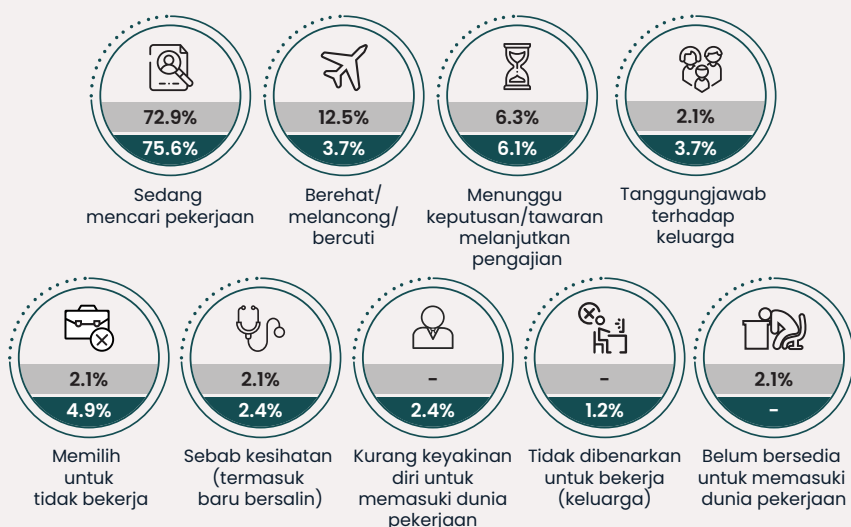 72.9%
75.6%
Sedang
mencari pekerjaan
12.5%
3.7%
Berehat/
melancong/
bercuti
6.3%
6.1%
Menunggu
keputusan/tawaran
melanjutkan
pengajian
2.1%
3.7%
Tanggungjawab
terhadap
keluarga
2.1%
4.9%
Memilih
untuk
tidak bekerja
2.1%
2.4%
Sebab kesihatan
(termasuk
baru bersalin)
-
2.4%
Kurang keyakinan
diri untuk
memasuki dunia
pekerjaan
-
1.2%
Tidak dibenarkan
untuk bekerja
(keluarga)
2.1%
-
Belum bersedia
untuk memasuki
dunia pekerjaan